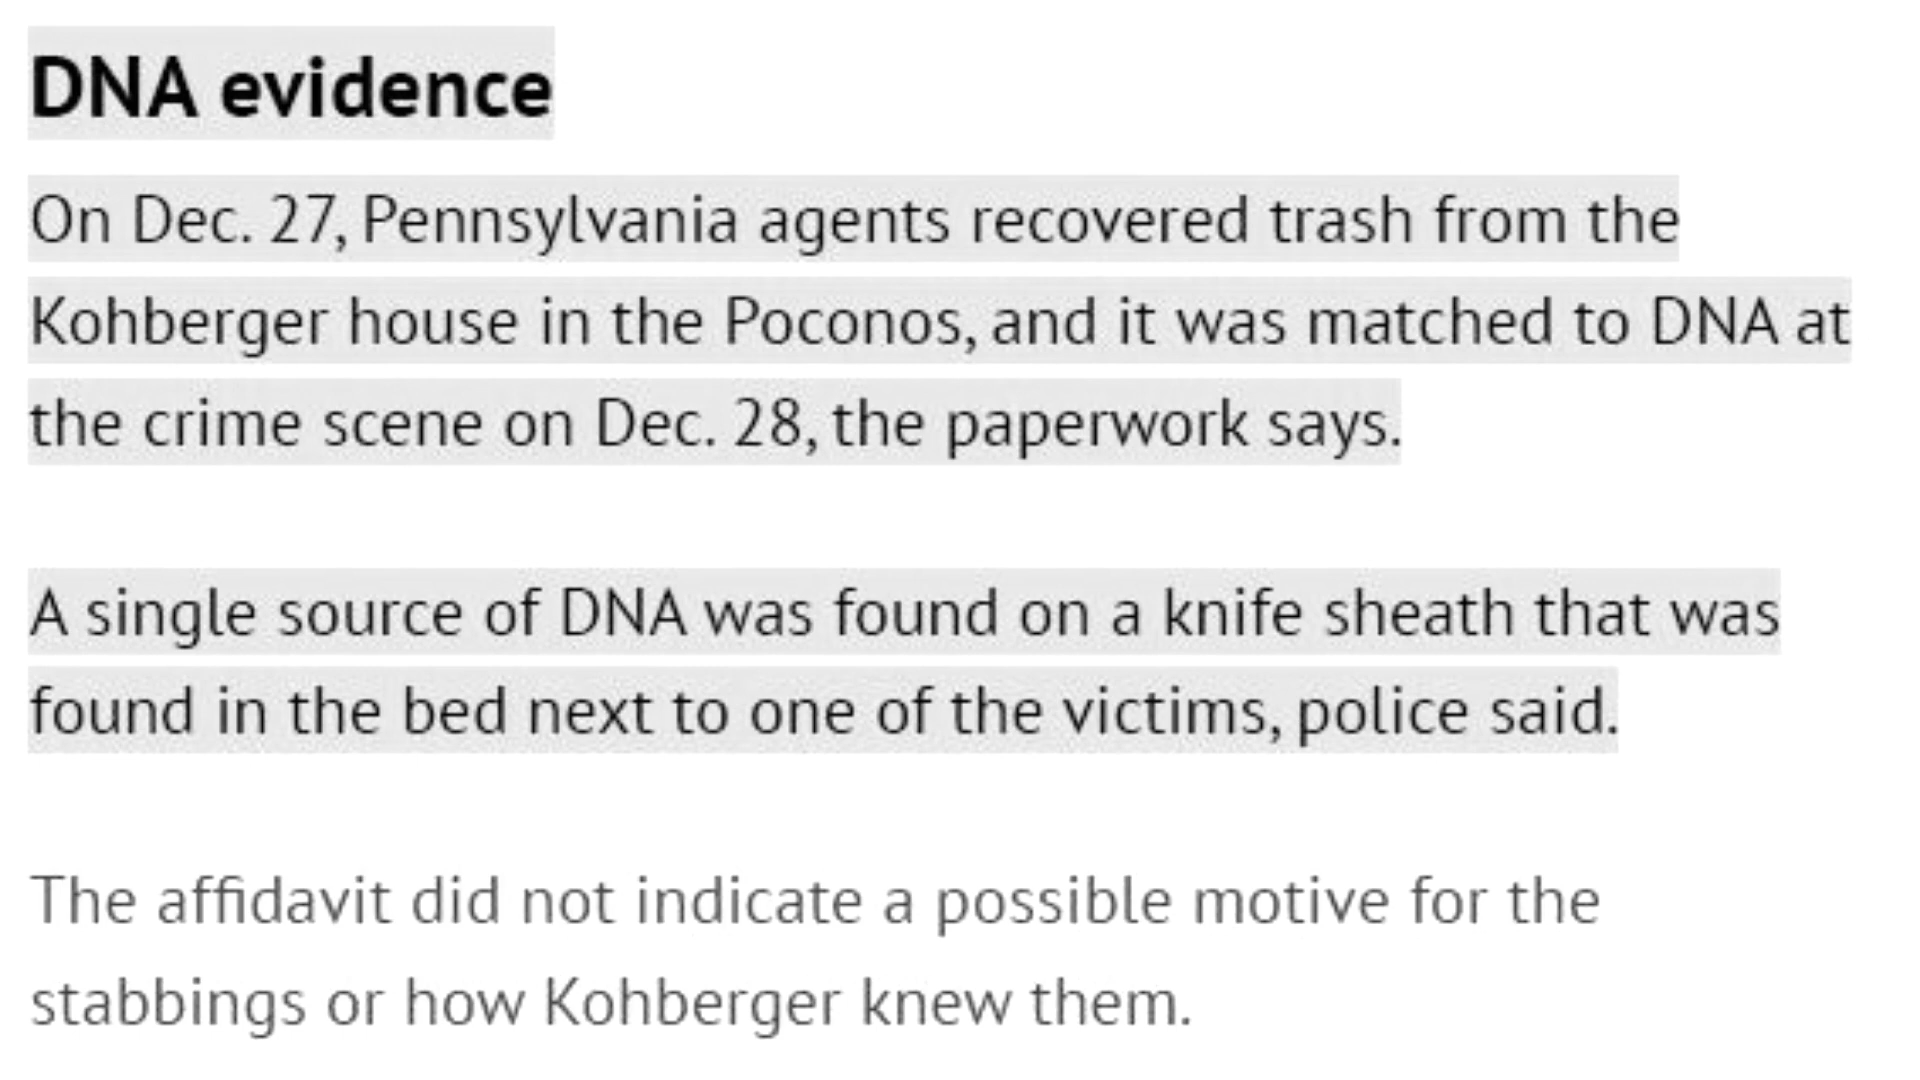 DNA evidence
On Dec. 27, Pennsylvania agents recovered trash from the
Kohberger house in the Poconos, and it was matched to DNA at
the crime scene on Dec. 28, the paperwork says.
A single source of DNA was found on a knife sheath that was
found in the bed next to one of the victims, police said.
The affidavit did not indicate a possible motive for the
stabbings or how Kohberger knew them.